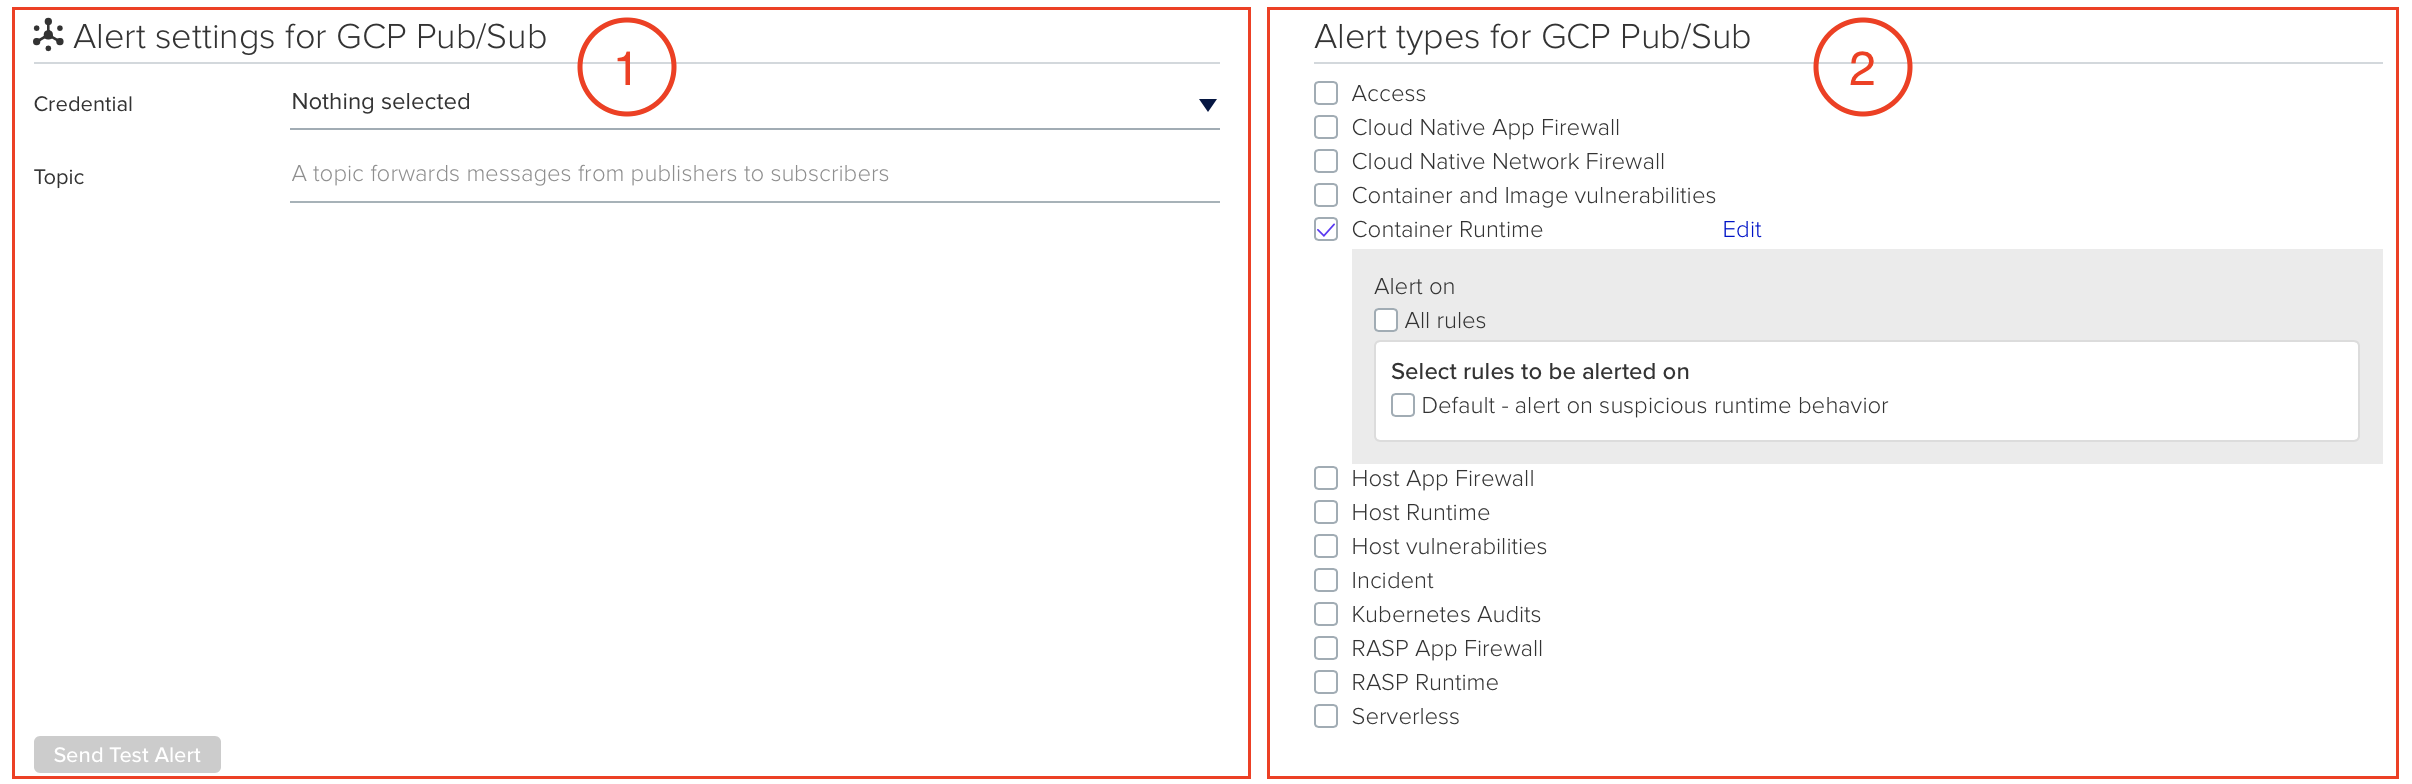 Alert settings for GCP Pub/Sub
1
Credential
Nothing selected
Topic
A topic forwards messages from publishers to subscribers
Send Test Alert
Alert types for GCP Pub/Sub
2
Access
Cloud Native App Firewall
Cloud Native Network Firewall
Container and Image vulnerabilities
Container Runtime Edit
Alert on
All rules
Select rules to be alerted on
Default - alert on suspicious runtime behavior
Host App Firewall
Host Runtime
Host vulnerabilities
Incident
Kubernetes Audits
RASP App Firewall
RASP Runtime
Serverless